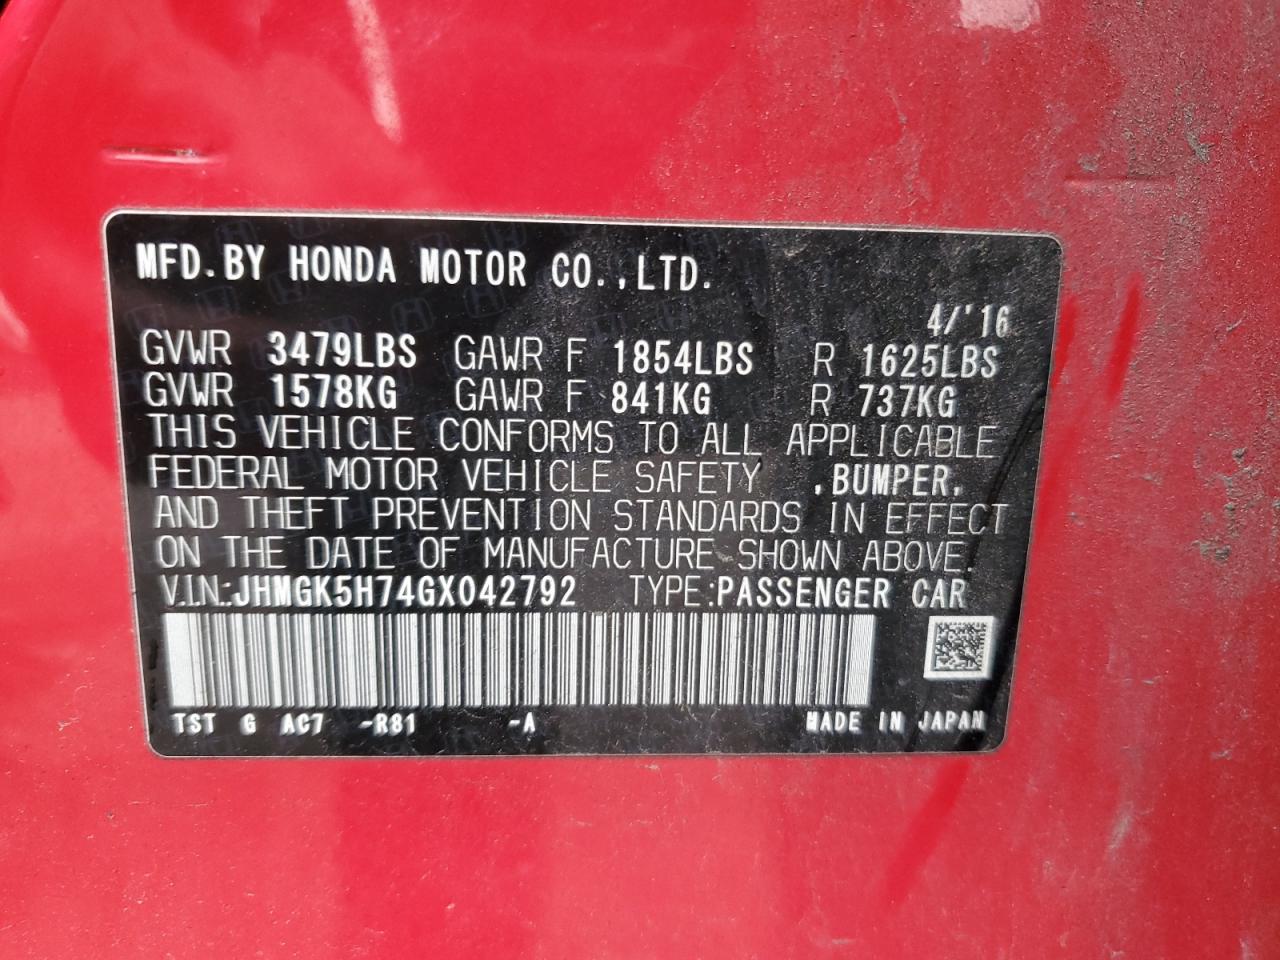 MFD.BY HONDA MOTOR CO.,LTD.
4/'16
GVWR 3479LBS GAWR F 1854LBS R 1625LBS
GVWR 1578KG GAWR F 841KG R 737KG
THIS VEHICLE CONFORMS TO ALL APPLICABLE
FEDERAL MOTOR VEHICLE SAFETY ,BUMPER,
AND THEFT PREVENTION STANDARDS IN EFFECT
ON THE DATE OF MANUFACTURE SHOWN ABOVE.
V.I.N.:JHMGK5H74GX042792 TYPE:PASSENGER CAR
TST G AC7 -R81 -A MADE IN JAPAN